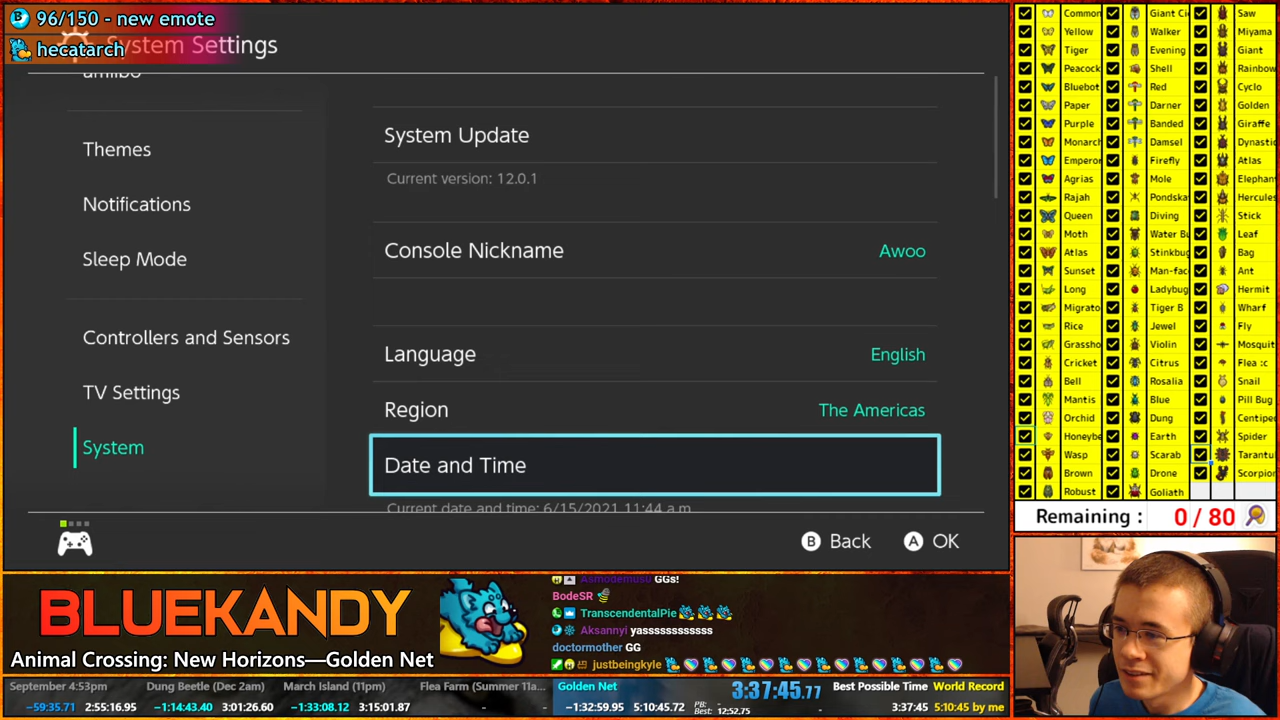 96/150 - new emote
hecatarch
System Settings
amiibo
Themes
Notifications
Sleep Mode
Controllers and Sensors
TV Settings
System
System Update
Current version: 12.0.1
Console Nickname Awoo
Language English
Region The Americas
Date and Time
Current date and time: 6/15/2021 11:44 a.m.
B Back A OK
Common Giant Ci Saw
Yellow Walker Miyama
Tiger Evening Giant
Peacock Shell Rainbow
Bluebot Red Cyclo
Paper Darner Golden
Purple Banded Giraffe
Monarch Damsel Dynastic
Emperor Firefly Atlas
Agrias Mole Elephant
Rajah Pondska Hercules
Queen Diving Stick
Moth Water Bu Leaf
Atlas Stinkbug Bag
Sunset Man-face Ant
Long Ladybug Hermit
Migrato Tiger B Wharf
Rice Jewel Fly
Grassho Violin Mosquit
Cricket Citrus Flea :c
Bell Rosalia Snail
Mantis Blue Pill Bug
Orchid Dung Centipe
Honeybe Earth Spider
Wasp Scarab Tarantu
Brown Drone Scorpion
Robust Goliath
Remaining : 0 / 80
BLUEKANDY
Animal Crossing: New Horizons—Golden Net
Asmodemus0 GGs!
BodeSR
TranscendentalPie
Aksannyi yassssssssssss
doctormother GG
justbeingkyle
September 4:53pm Dung Beetle (Dec 2am) March Island (11pm) Flea Farm (Summer 11a... Golden Net 3:37:45.77 Best Possible Time World Record
-59:35.71 2:55:16.95 -1:14:43.40 3:01:26.60 -1:33:08.12 3:15:01.87 - - -1:32:59.95 5:10:45.72 PB: - Best: 12:52.75 - 3:37:45 5:10:45 by me